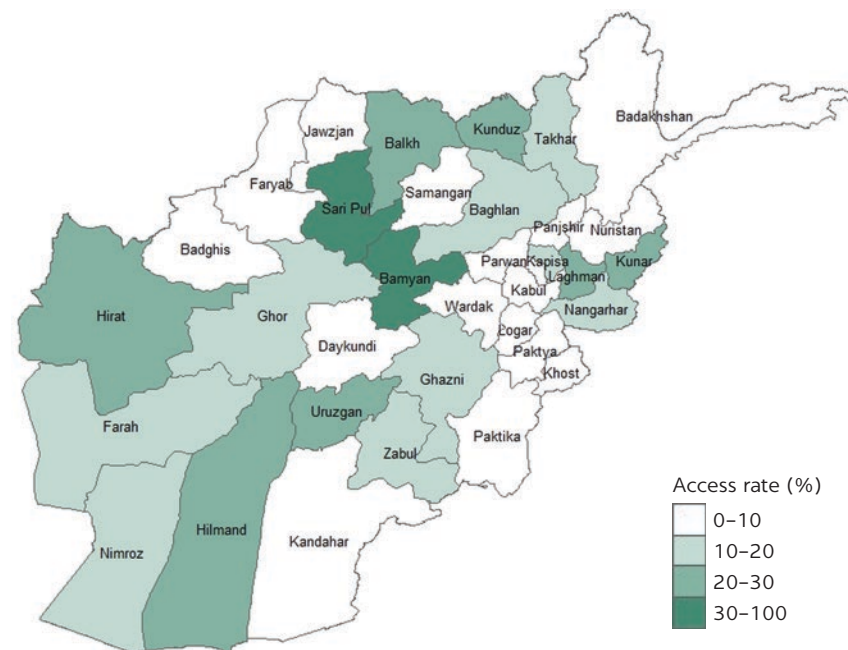 Badakhshan
Jawzjan
Balkh
Kunduz
Takhar
Faryab
Samangan
Sari Pul
Baghlan
Panjshir
Nuristan
Badghis
Parwan
Kapisa
Kunar
Bamyan
Laghman
Kabul
Hirat
Ghor
Wardak
Nangarhar
Logar
Daykundi
Paktya
Khost
Ghazni
Farah
Uruzgan
Paktika
Zabul
Hilmand
Kandahar
Nimroz
Access rate (%)
0–10
10–20
20–30
30–100